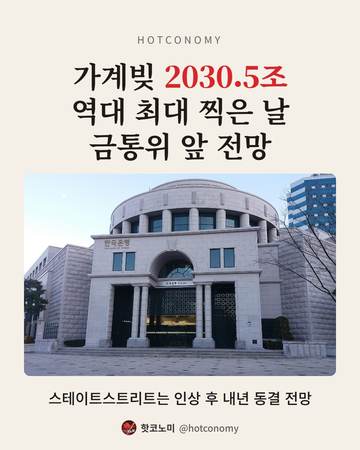 HOTCONOMY
가계빚 2030.5조
역대 최대 찍은 날
금통위 앞 전망
한국은행
스테이트스트리트는 인상 후 내년 동결 전망
핫코노미 @hotconomy